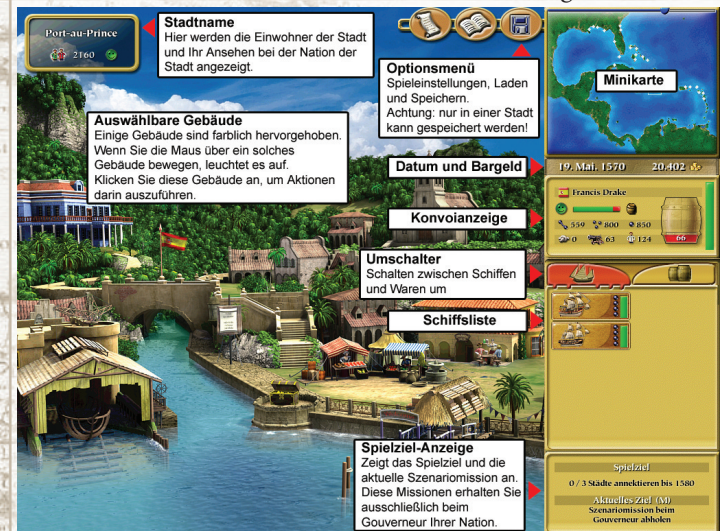 Port-au-Prince
2160
Stadtname
Hier werden die Einwohner der Stadt
und Ihr Ansehen bei der Nation der
Stadt angezeigt.
Optionsmenü
Spieleinstellungen, Laden
und Speichern.
Achtung: nur in einer Stadt
kann gespeichert werden!
Minikarte
Auswählbare Gebäude
Einige Gebäude sind farblich hervorgehoben.
Wenn Sie die Maus über ein solches
Gebäude bewegen, leuchtet es auf.
Klicken Sie diese Gebäude an, um Aktionen
darin auszuführen.
Datum und Bargeld
19. Mai. 1570 20.402
Konvoianzeige
Francis Drake
559 800 850
0 63 124
66
Umschalter
Schalten zwischen Schiffen
und Waren um
Schiffsliste
Spielziel-Anzeige
Zeigt das Spielziel und die
aktuelle Szenariomission an.
Diese Missionen erhalten Sie
ausschließlich beim
Gouverneur Ihrer Nation.
Spielziel
0 / 3 Städte annektieren bis 1580
Aktuelles Ziel (M)
Szenariomission beim
Gouverneur abholen